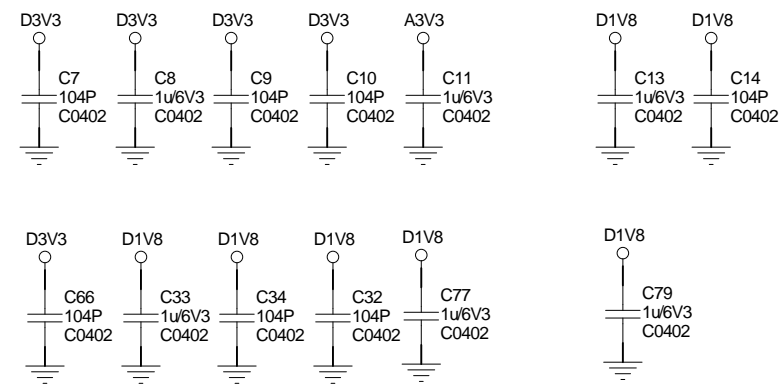 D3V3 D3V3 D3V3 D3V3 A3V3 D1V8 D1V8
C7 C8 C9 C10 C11 C13 C14
104P 1u/6V3 104P 104P 1u/6V3 1u/6V3 104P
C0402 C0402 C0402 C0402 C0402 C0402 C0402
D3V3 D1V8 D1V8 D1V8 D1V8 D1V8
C66 C33 C34 C32 C77 C79
104P 1u/6V3 104P 104P 1u/6V3 1u/6V3
C0402 C0402 C0402 C0402 C0402 C0402